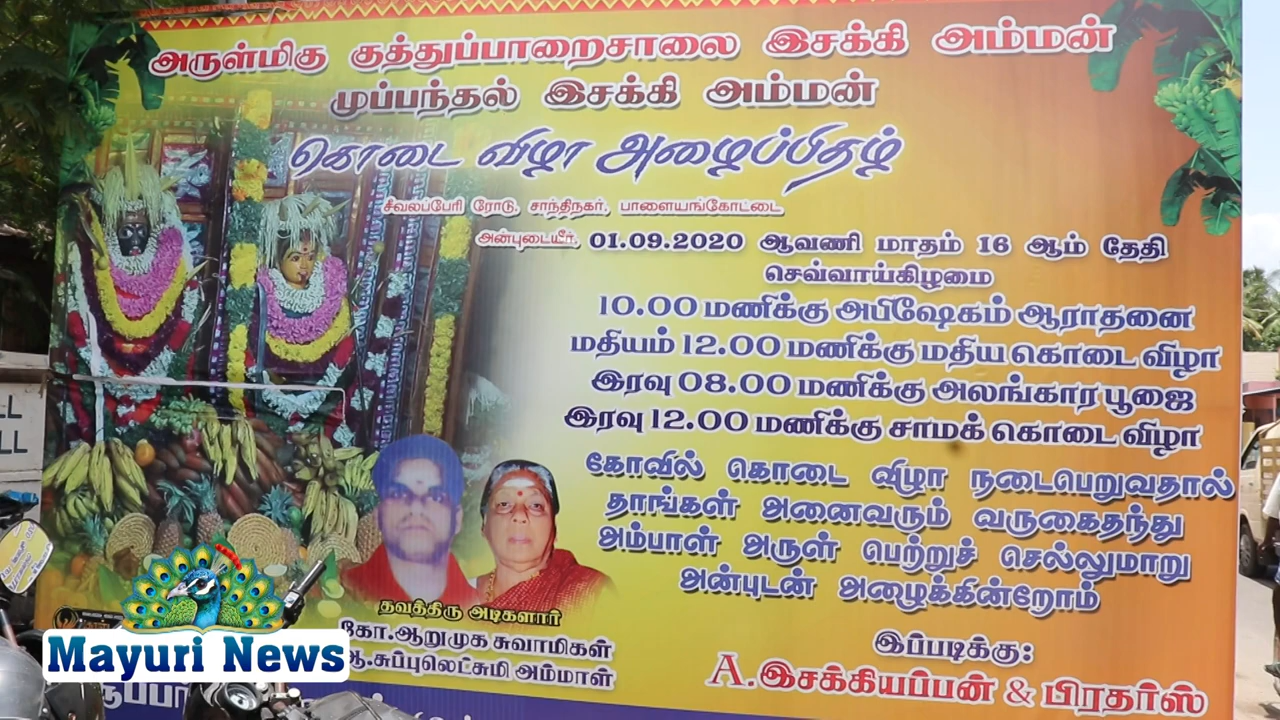 அருள்மிகு குத்துப்பாறைசாலை இசக்கி அம்மன்
முப்பந்தல் இசக்கி அம்மன்
கொடை விழா அழைப்பிதழ்
சீவலப்பேரி ரோடு, சாந்திநகர், பாளையங்கோட்டை
அன்புடையீர், 01.09.2020 ஆவணி மாதம் 16 ஆம் தேதி
செவ்வாய்கிழமை
10.00 மணிக்கு அபிஷேகம் ஆராதனை
மதியம் 12.00 மணிக்கு மதிய கொடை விழா
இரவு 08.00 மணிக்கு அலங்கார பூஜை
இரவு 12.00 மணிக்கு சாமக் கொடை விழா
கோவில் கொடை விழா நடைபெறுவதால்
தாங்கள் அனைவரும் வருகைதந்து
அம்பாள் அருள் பெற்றுச் செல்லுமாறு
அன்புடன் அழைக்கின்றோம்
தவத்திரு அடிகளார்
கோ.ஆறுமுக சுவாமிகள்
ஆ.சுப்புலெட்சுமி அம்மாள்
இப்படிக்கு:
A.இசக்கியப்பன் & பிரதர்ஸ்
Mayuri News